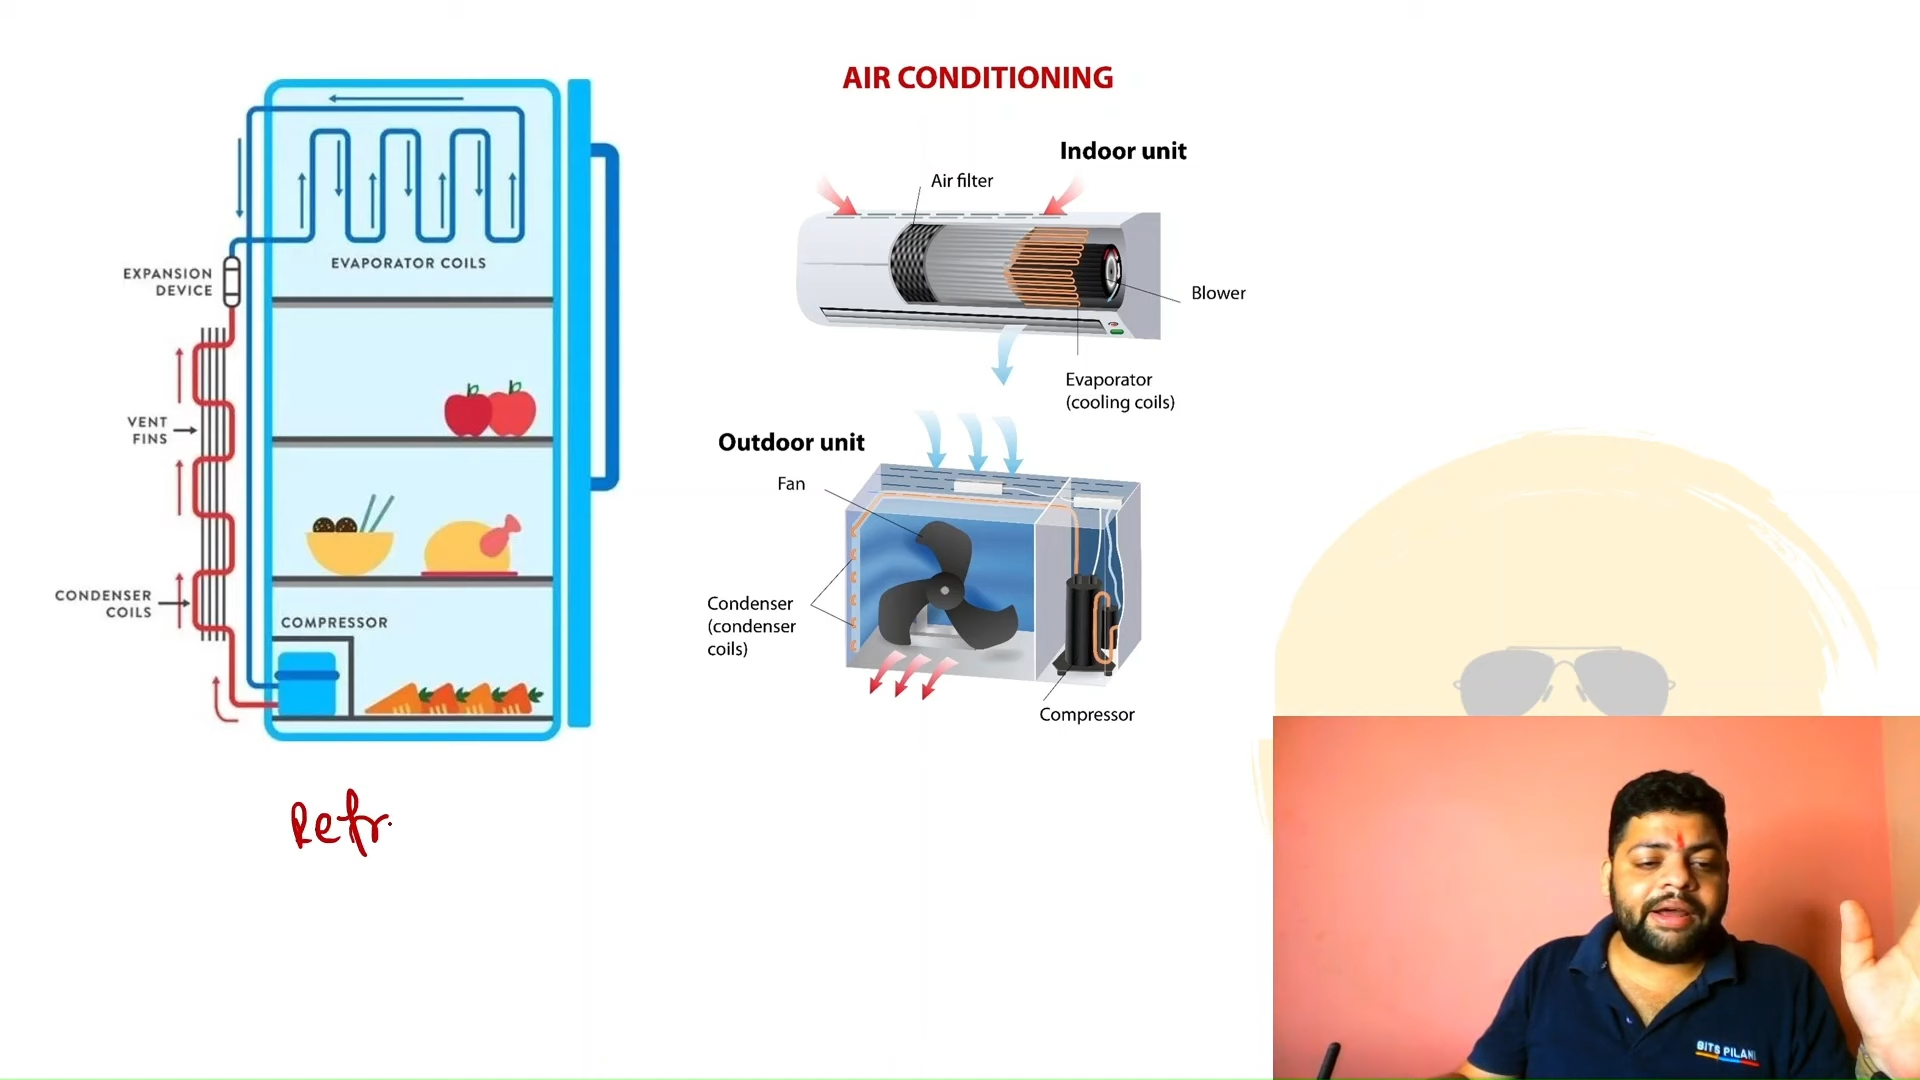 AIR CONDITIONING
EVAPORATOR COILS
EXPANSION
DEVICE
VENT
FINS
CONDENSER
COILS
COMPRESSOR
Refr.
Indoor unit
Air filter
Blower
Evaporator
(cooling coils)
Outdoor unit
Fan
Condenser
(condenser
coils)
Compressor
BITS PILANI